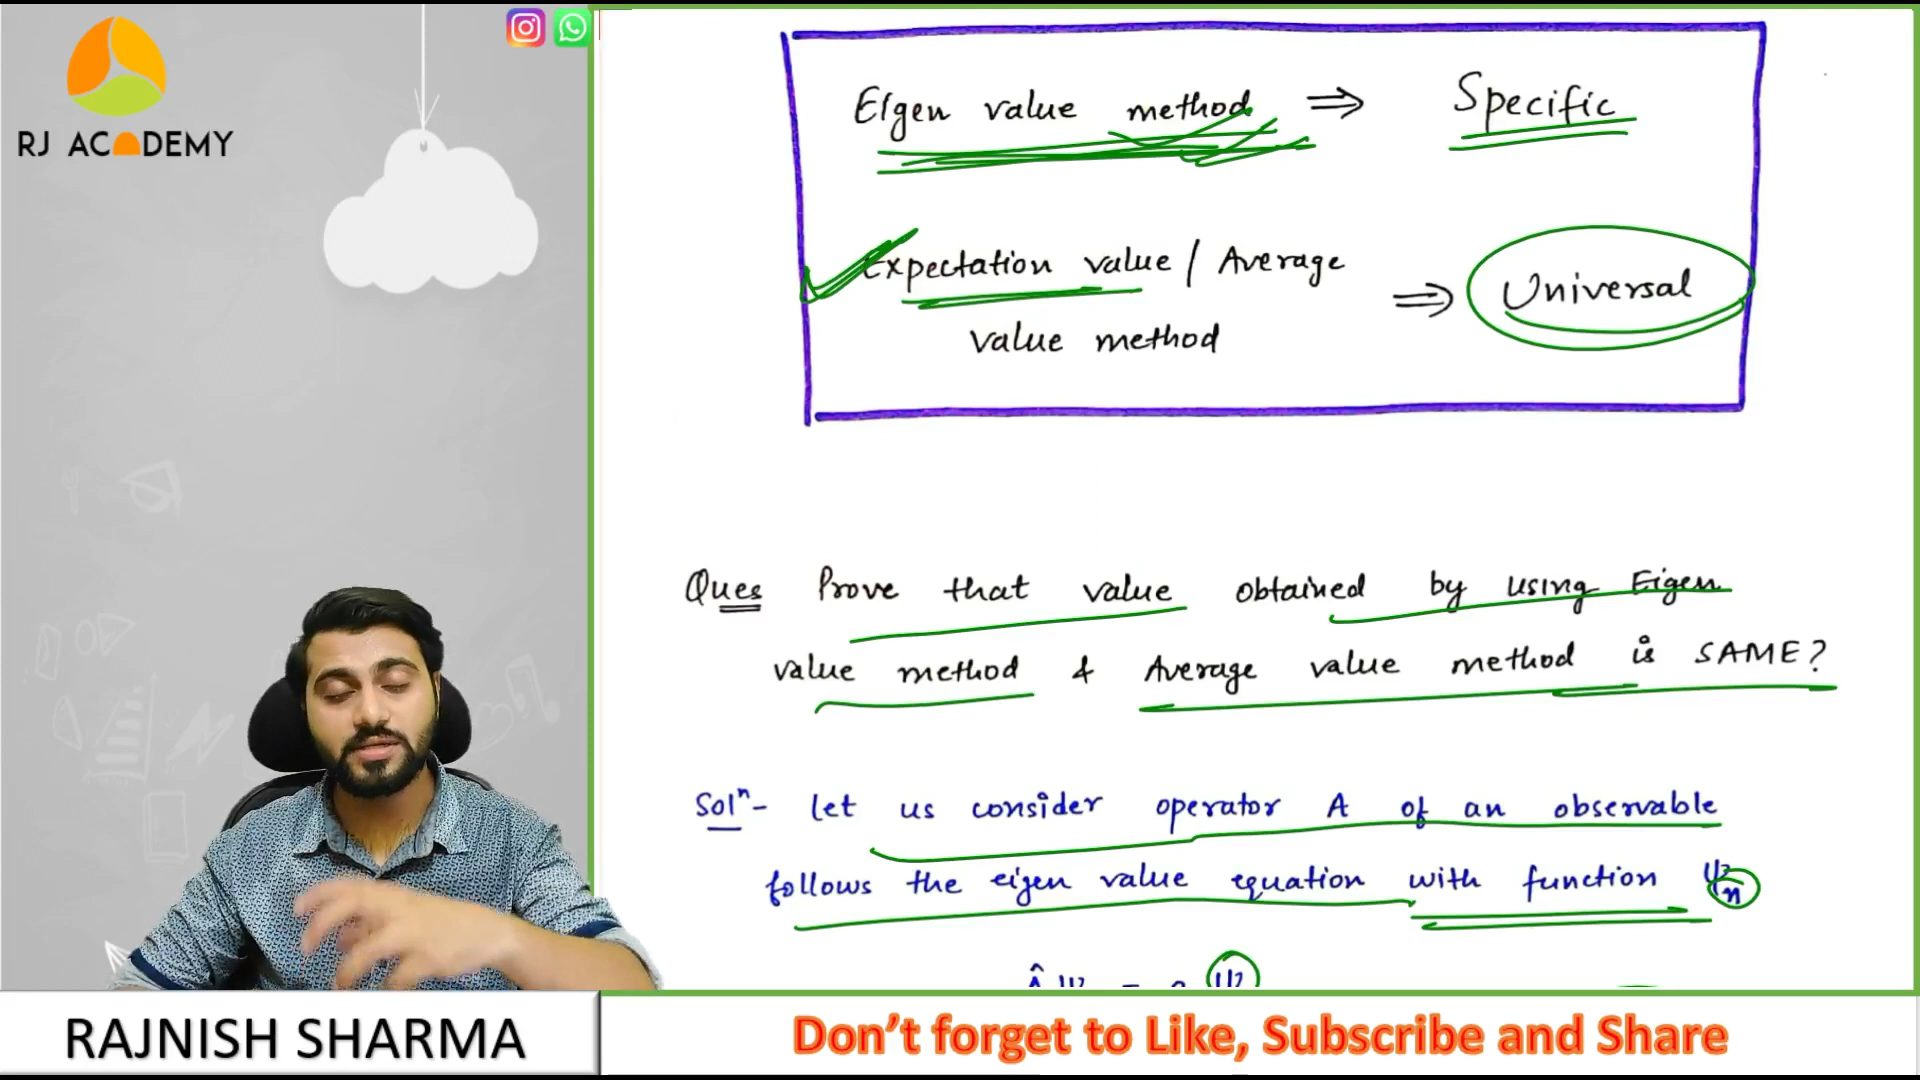 RJ ACADEMY
EIgen value method ⇒ Specific
Expectation value / Average
value method ⇒ Universal
Ques Prove that value obtained by using Eigen
value method & Average value method is SAME?
Solⁿ- let us consider operator A of an observable
follows the eigen value equation with function ψn
RAJNISH SHARMA
Don't forget to Like, Subscribe and Share